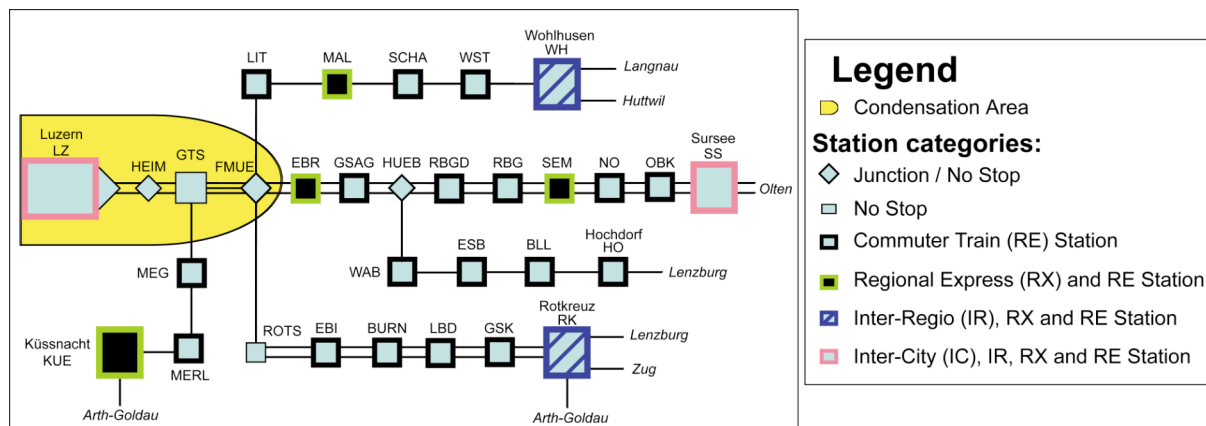 LIT
MAL
SCHA
WST
Wohlhusen
WH
Langnau
Huttwil
Luzern
LZ
HEIM
GTS
FMUE
EBR
GSAG
HUEB
RBGD
RBG
SEM
NO
OBK
Sursee
SS
Olten
MEG
WAB
ESB
BLL
Hochdorf
HO
Lenzburg
Küssnacht
KUE
MERL
Arth-Goldau
ROTS
EBI
BURN
LBD
GSK
Rotkreuz
RK
Lenzburg
Zug
Arth-Goldau
Legend
Condensation Area
Station categories:
Junction / No Stop
No Stop
Commuter Train (RE) Station
Regional Express (RX) and RE Station
Inter-Regio (IR), RX and RE Station
Inter-City (IC), IR, RX and RE Station